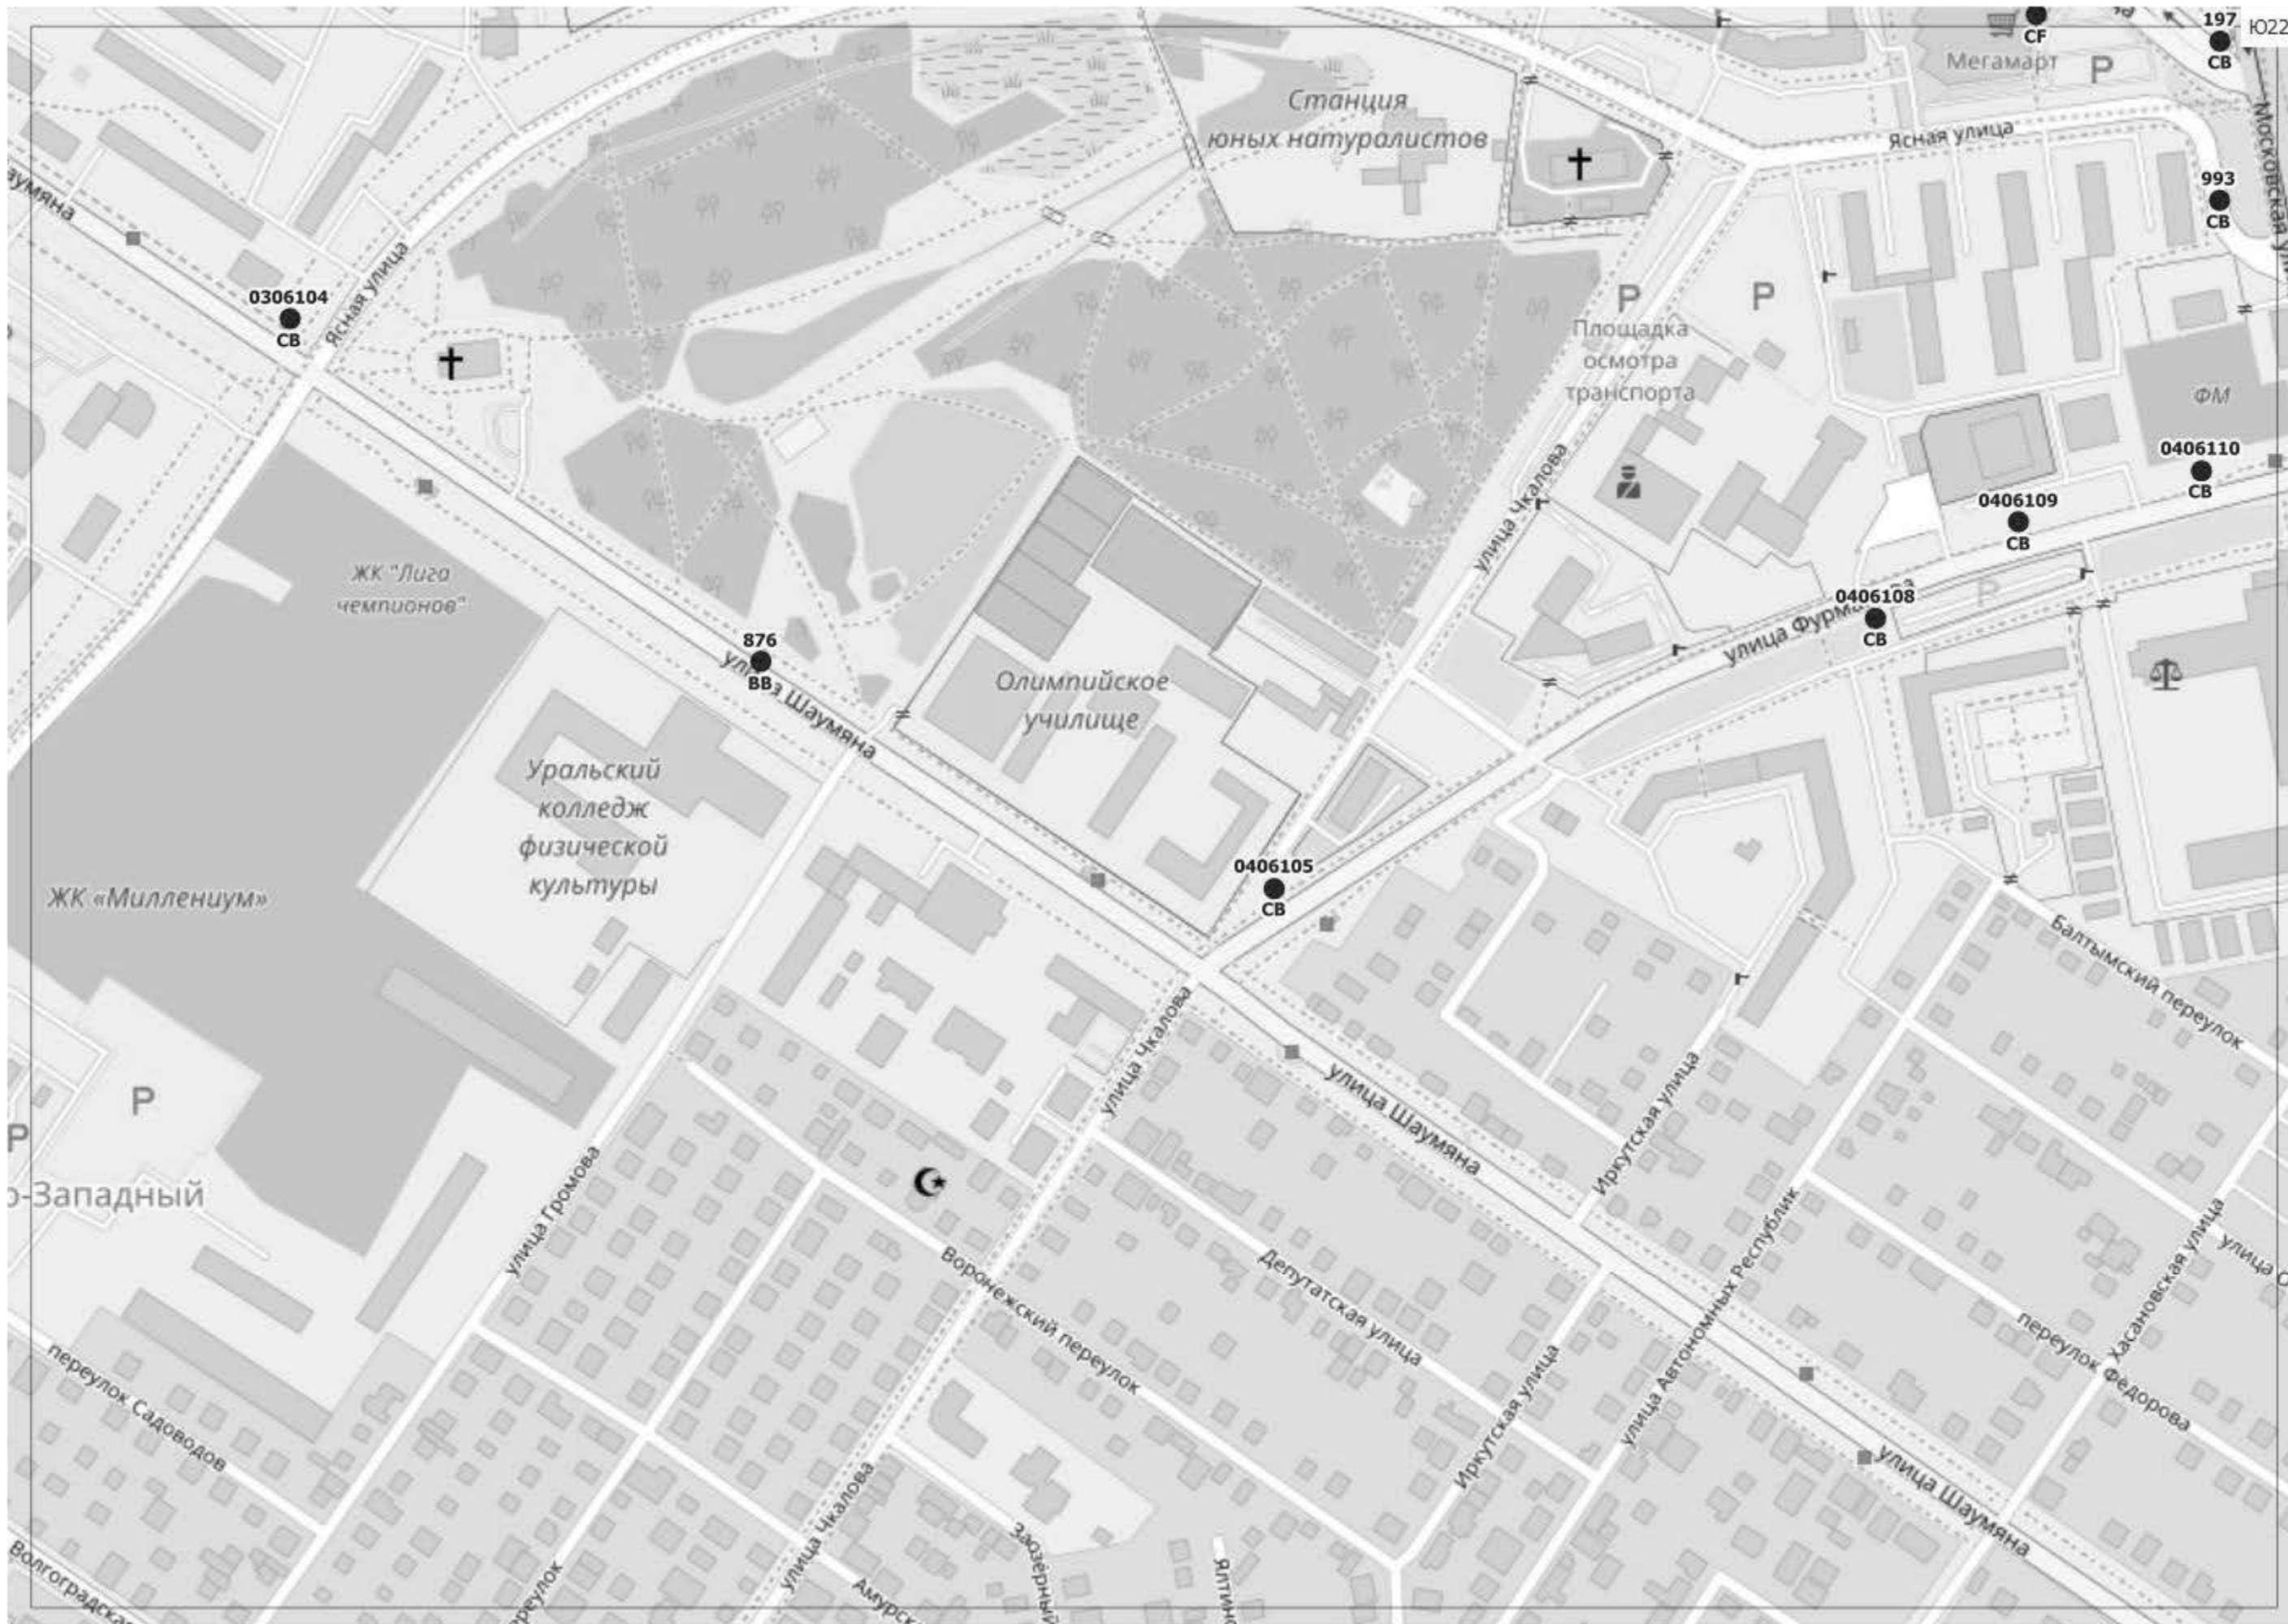 197
Ю22
CF
CB
Мегамарт
P
Станция
юных натуралистов
Ясная улица
993
CB
0306104
CB
Ясная улица
P
P
Площадка
осмотра
транспорта
ФМ
0406110
CB
0406109
CB
улица Чкалова
ЖК "Лига
чемпионов"
P
0406108
CB
876
BB
улица Шаумяна
Олимпийское
училище
Уральский
колледж
физической
культуры
0406105
CB
ЖК «Миллениум»
Балтымский переулок
улица Чкалова
улица Шаумяна
Иркутская улица
P
P
улица Громова
Воронежский переулок
Депутатская улица
улица Автономных Республик
Хасановская улица
улица
переулок Федорова
переулок Садоводов
Иркутская улица
улица Чкалова
улица Шаумяна